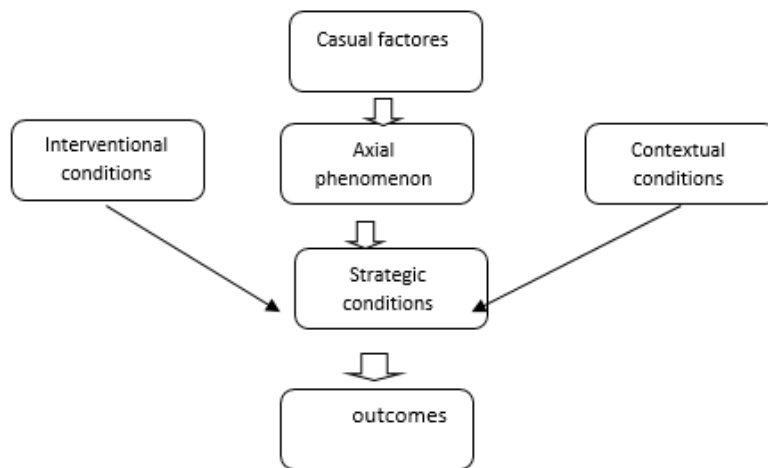 Casual factores
Interventional
conditions
Axial
phenomenon
Contextual
conditions
Strategic
conditions
outcomes